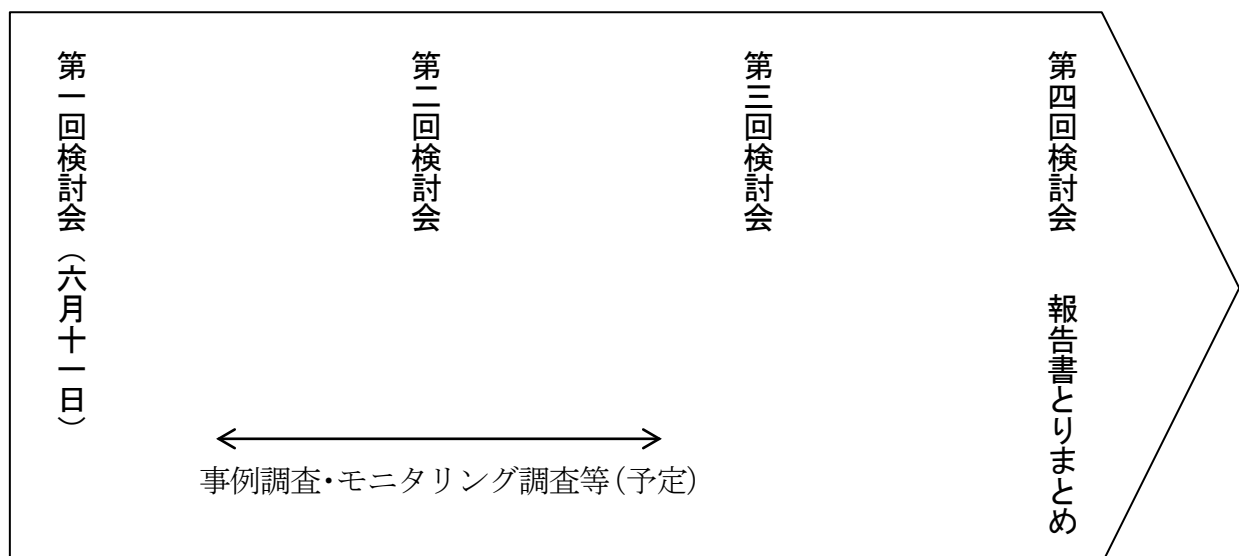 第一回検討会（六月十一日）
第二回検討会
第三回検討会
第四回検討会　報告書とりまとめ
事例調査・モニタリング調査等(予定)